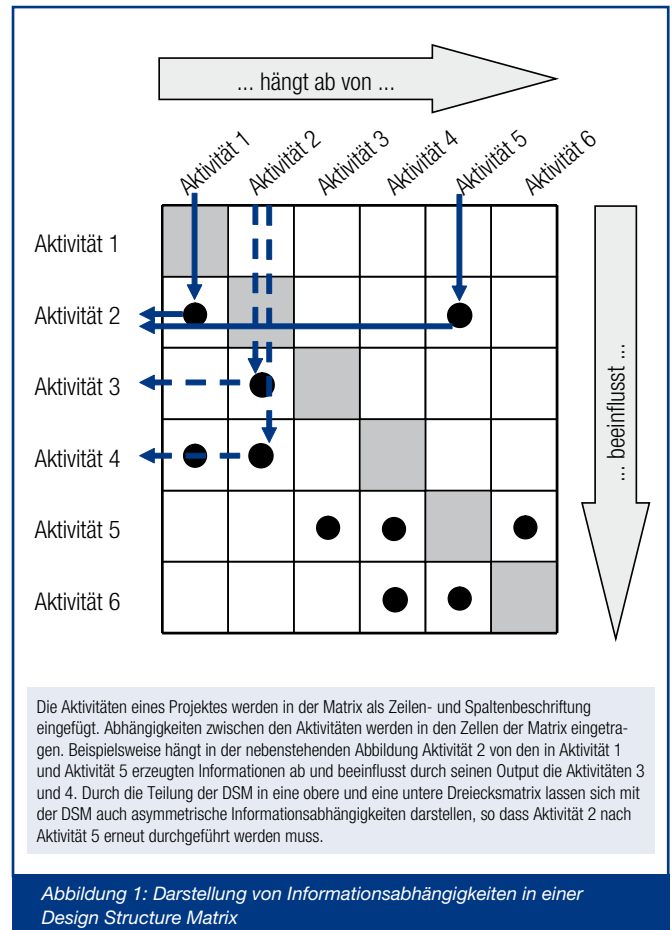 ... hängt ab von ...
Aktivität 1
Aktivität 2
Aktivität 3
Aktivität 4
Aktivität 5
Aktivität 6
Aktivität 1
Aktivität 2
Aktivität 3
Aktivität 4
Aktivität 5
Aktivität 6
... beeinflusst ...
Die Aktivitäten eines Projektes werden in der Matrix als Zeilen- und Spaltenbeschriftung
eingefügt. Abhängigkeiten zwischen den Aktivitäten werden in den Zellen der Matrix eingetra-
gen. Beispielsweise hängt in der nebenstehenden Abbildung Aktivität 2 von den in Aktivität 1
und Aktivität 5 erzeugten Informationen ab und beeinflusst durch seinen Output die Aktivitäten 3
und 4. Durch die Teilung der DSM in eine obere und eine untere Dreiecksmatrix lassen sich mit
der DSM auch asymmetrische Informationsabhängigkeiten darstellen, so dass Aktivität 2 nach
Aktivität 5 erneut durchgeführt werden muss.
Abbildung 1: Darstellung von Informationsabhängigkeiten in einer
Design Structure Matrix